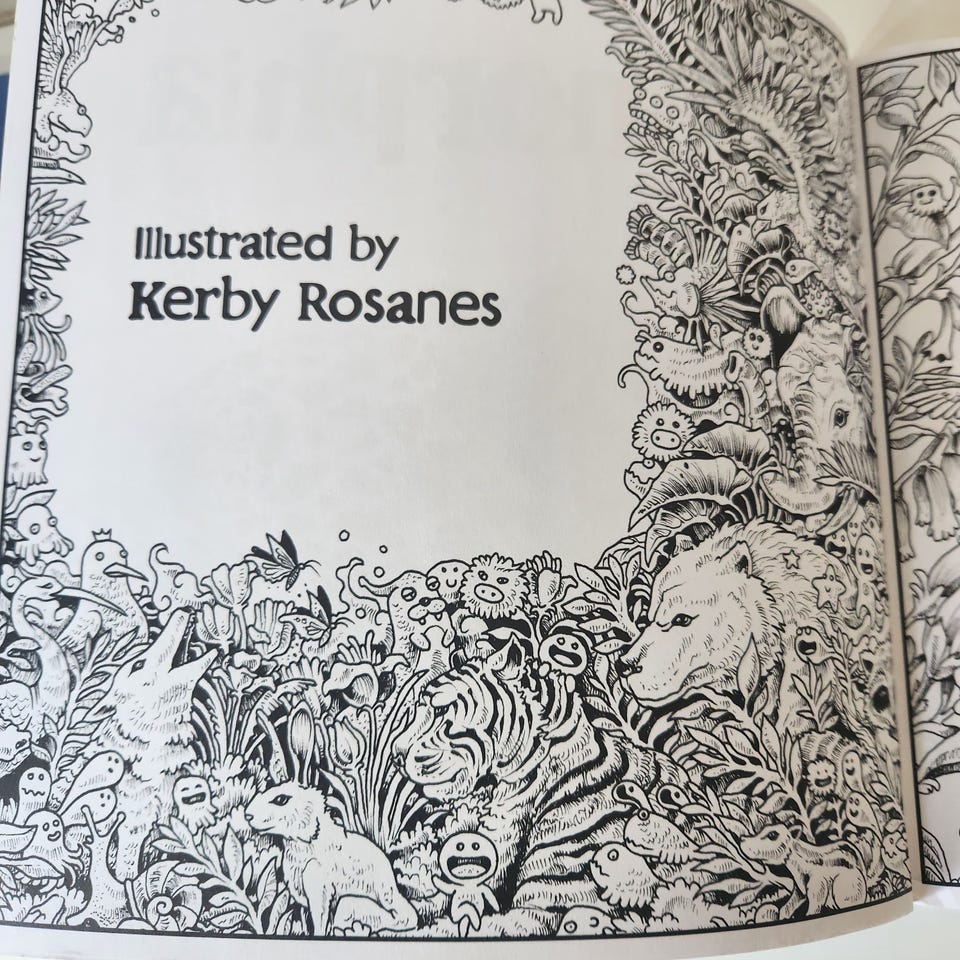 Illustrated by
Kerby Rosanes